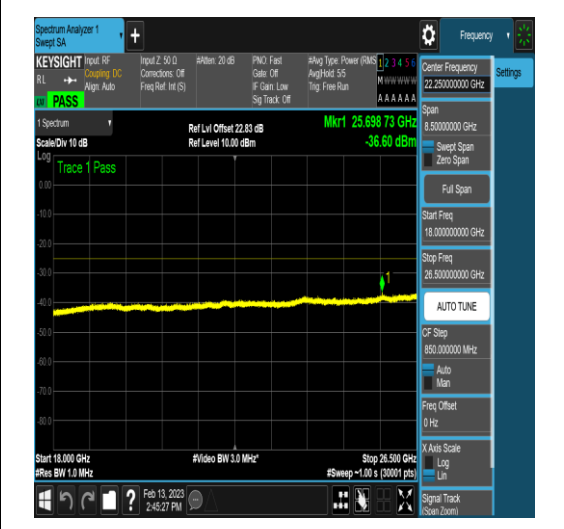 Spectrum Analyzer 1
Swept SA
Frequency
KEYSIGHT
RL
PASS
Input: RF
Coupling: DC
Align: Auto
Input Z: 50 Ω
Corrections: Off
Freq Ref: Int (S)
#Atten: 20 dB
PNO: Fast
Gate: Off
IF Gain: Low
Sig Track: Off
#Avg Type: Power (RMS
Avg|Hold: 5/5
Trig: Free Run
1 2 3 4 5 6
M W W W W W
A A A A A A
1 Spectrum
Scale/Div 10 dB
Ref Lvl Offset 22.83 dB
Ref Level 10.00 dBm
Mkr1 25.698 73 GHz
-36.60 dBm
Log
Trace 1 Pass
0.00
-10.0
-20.0
-30.0
-40.0
-50.0
-60.0
-70.0
-80.0
1
Start 18.000 GHz
#Res BW 1.0 MHz
#Video BW 3.0 MHz*
Stop 26.500 GHz
#Sweep ~1.00 s (30001 pts)
Feb 13, 2023
2:45:27 PM
Center Frequency
22.250000000 GHz
Settings
Span
8.50000000 GHz
Swept Span
Zero Span
Full Span
Start Freq
18.000000000 GHz
Stop Freq
26.500000000 GHz
AUTO TUNE
CF Step
850.000000 MHz
Auto
Man
Freq Offset
0 Hz
X Axis Scale
Log
Lin
Signal Track
(Span Zoom)